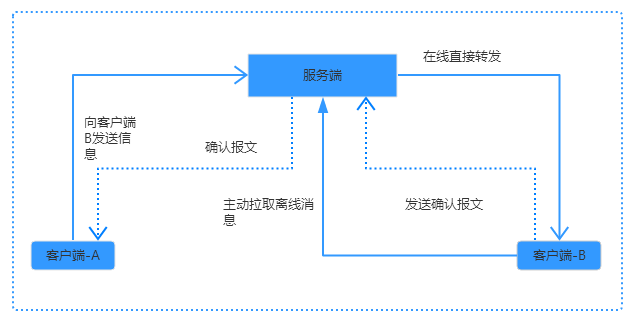 在线直接转发
服务端
向客户端
B发送信
息
确认报文
主动拉取离线消
息
发送确认报文
客户端-A
客户端-B